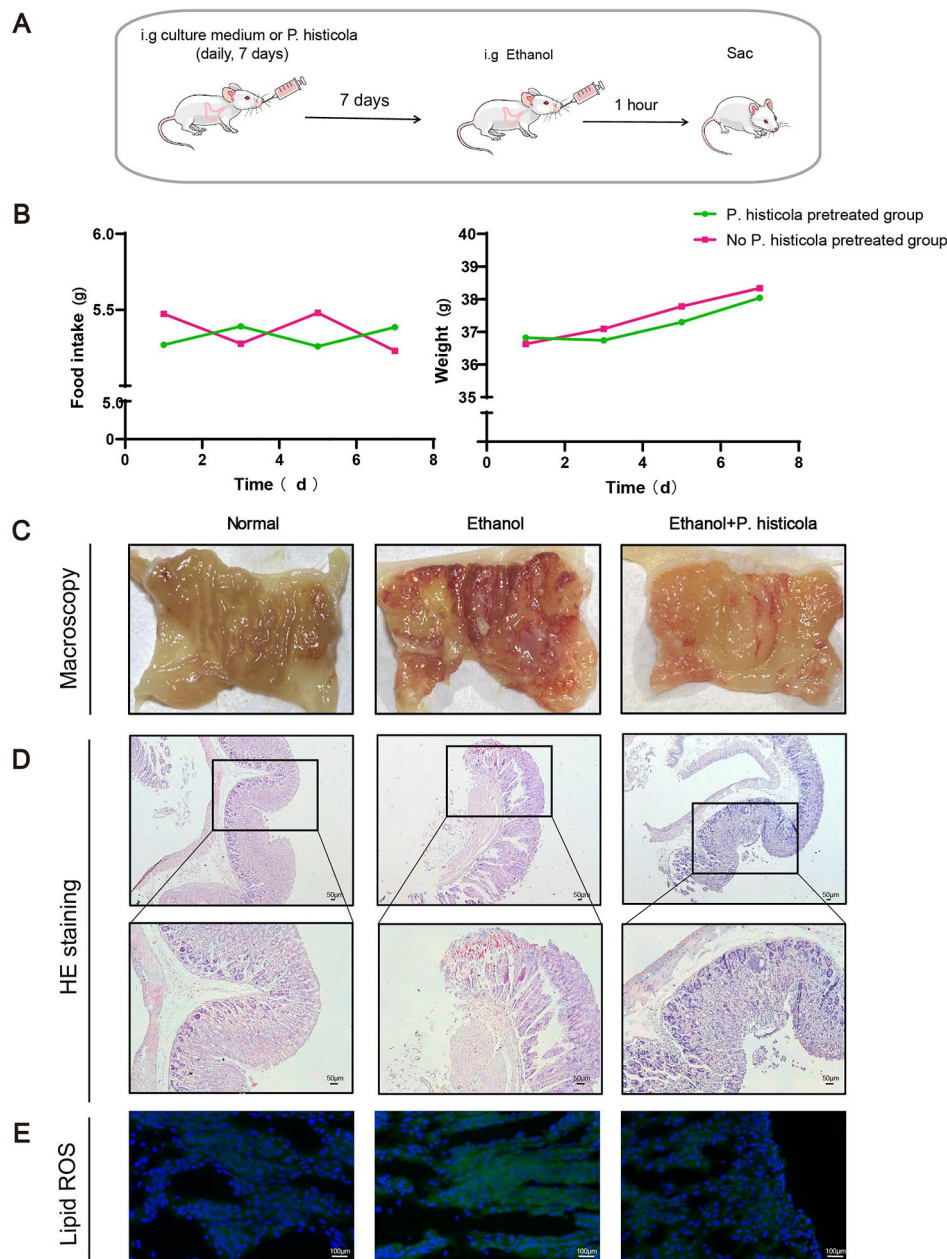 A
i.g culture medium or P. histicola
(daily, 7 days)
7 days
i.g Ethanol
1 hour
Sac
B
P. histicola pretreated group
No P. histicola pretreated group
6.0
5.5
5.0
0
Food intake (g)
0 2 4 6 8
Time ( d )
40
39
38
37
36
35
Weight (g)
0 2 4 6 8
Time (d)
C
Normal
Ethanol
Ethanol+P. histicola
Macroscopy
D
HE staining
50μm
50μm
50μm
50μm
50μm
50μm
E
Lipid ROS
100μm
100μm
100μm